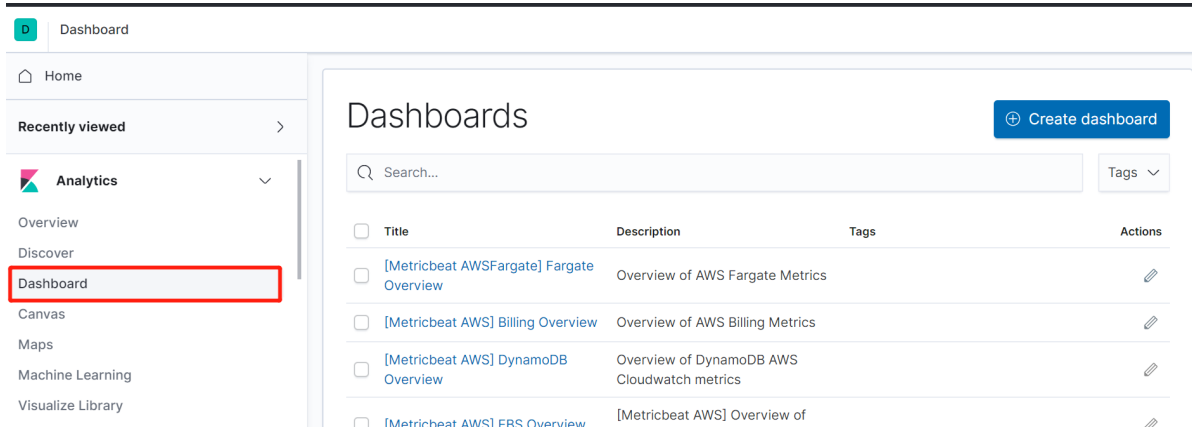 D Dashboard
Home
Recently viewed
Analytics
Overview
Discover
Dashboard
Canvas
Maps
Machine Learning
Visualize Library
Dashboards
Create dashboard
Search...
Tags
Title Description Tags Actions
[Metricbeat AWSFargate] Fargate
Overview
Overview of AWS Fargate Metrics
[Metricbeat AWS] Billing Overview
Overview of AWS Billing Metrics
[Metricbeat AWS] DynamoDB
Overview
Overview of DynamoDB AWS
Cloudwatch metrics
[Metricbeat AWS] EBS Overview
[Metricbeat AWS] Overview of